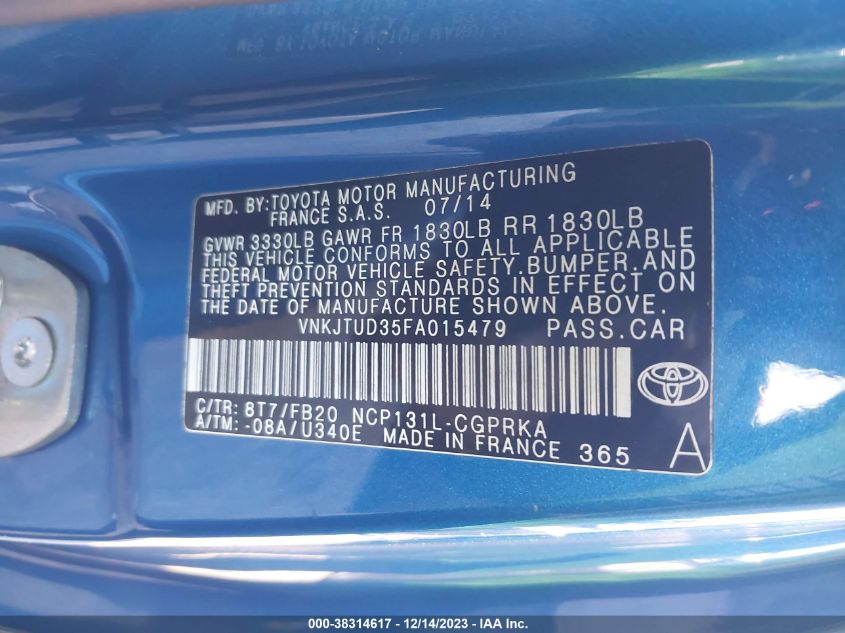 MFD. BY:TOYOTA MOTOR MANUFACTURING
FRANCE S.A.S. 07/14
GVWR 3330LB GAWR FR 1830LB RR 1830LB
THIS VEHICLE CONFORMS TO ALL APPLICABLE
FEDERAL MOTOR VEHICLE SAFETY,BUMPER,AND
THEFT PREVENTION STANDARDS IN EFFECT ON
THE DATE OF MANUFACTURE SHOWN ABOVE.
VNKJTUD35FA015479 PASS.CAR
C/TR: 8T7/FB20 NCP131L-CGPRKA
A/TM: -08A/U340E MADE IN FRANCE 365 A
000-38314617 - 12/14/2023 - IAA Inc.